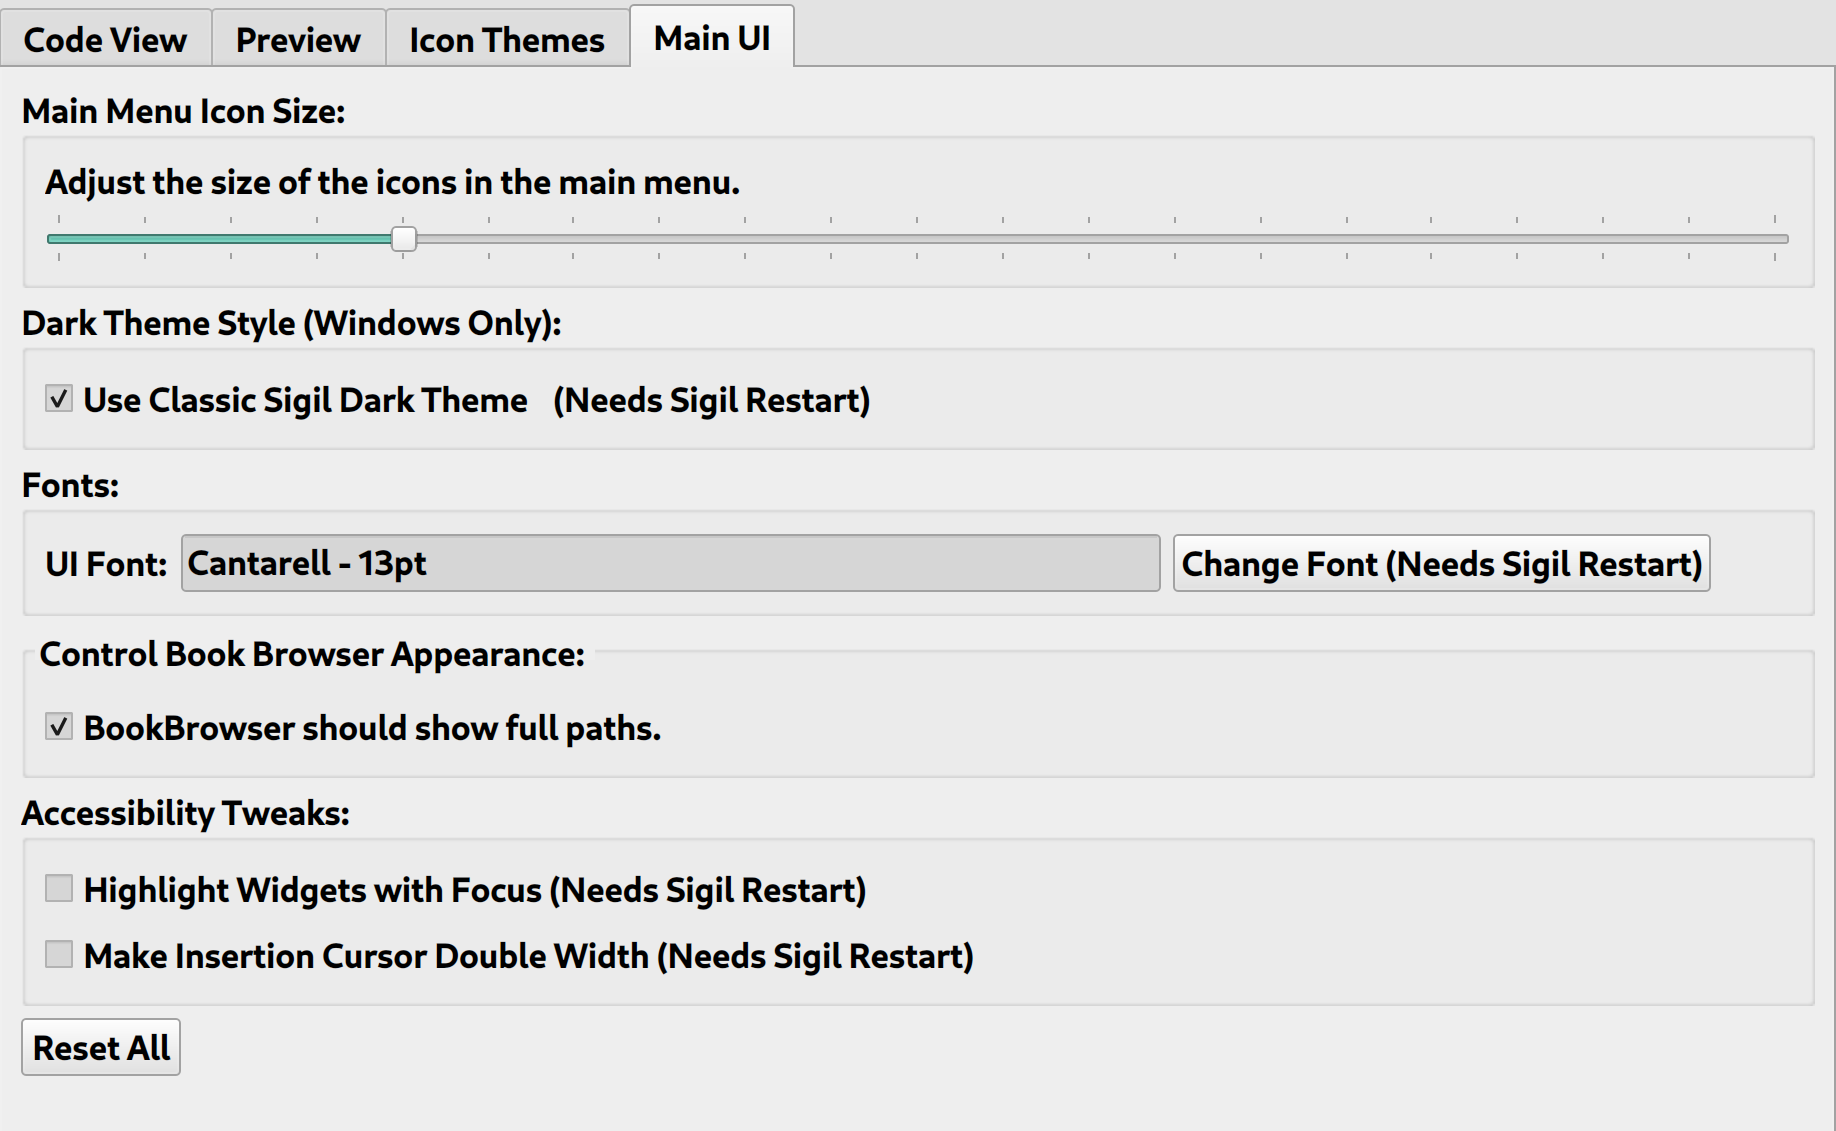 Code View Preview Icon Themes Main UI
Main Menu Icon Size:
Adjust the size of the icons in the main menu.
Dark Theme Style (Windows Only):
Use Classic Sigil Dark Theme (Needs Sigil Restart)
Fonts:
UI Font: Cantarell - 13pt Change Font (Needs Sigil Restart)
Control Book Browser Appearance:
BookBrowser should show full paths.
Accessibility Tweaks:
Highlight Widgets with Focus (Needs Sigil Restart)
Make Insertion Cursor Double Width (Needs Sigil Restart)
Reset All